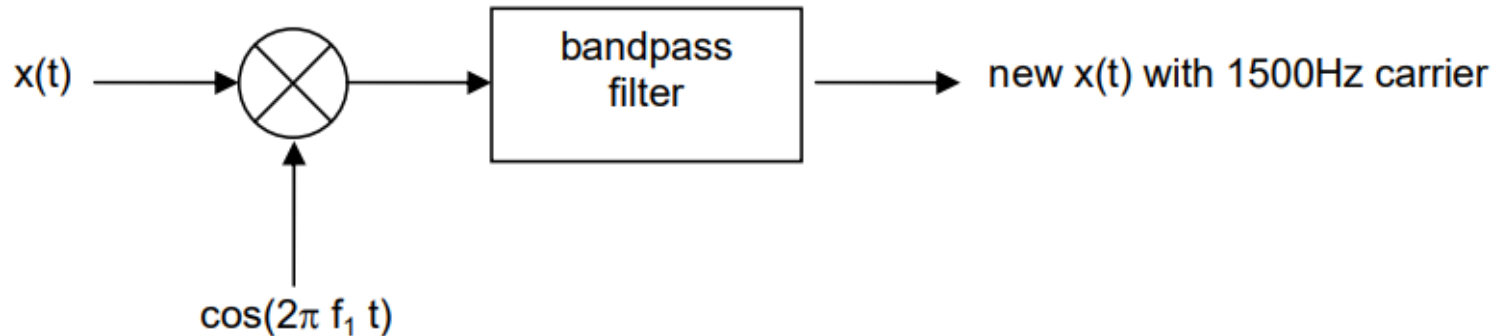 x(t)
bandpass
filter
new x(t) with 1500Hz carrier
cos(2π f₁ t)